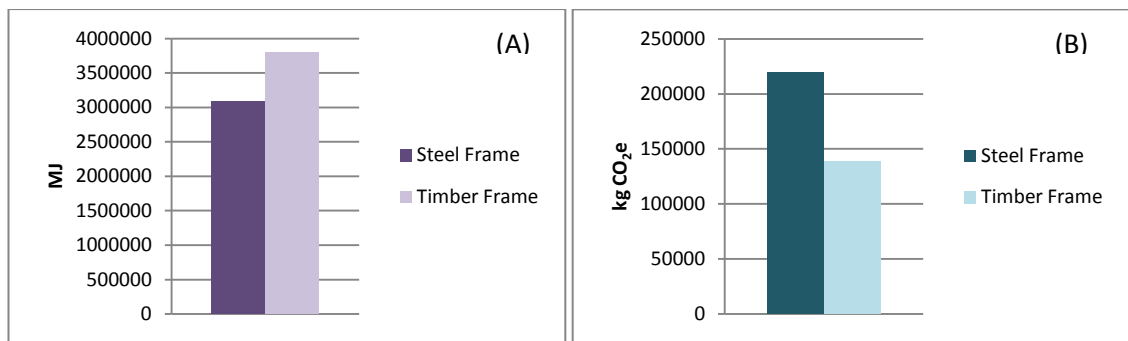 (A)
4000000
3500000
3000000
2500000
2000000
1500000
1000000
500000
0
MJ
Steel Frame
Timber Frame
(B)
250000
200000
150000
100000
50000
0
kg CO₂e
Steel Frame
Timber Frame